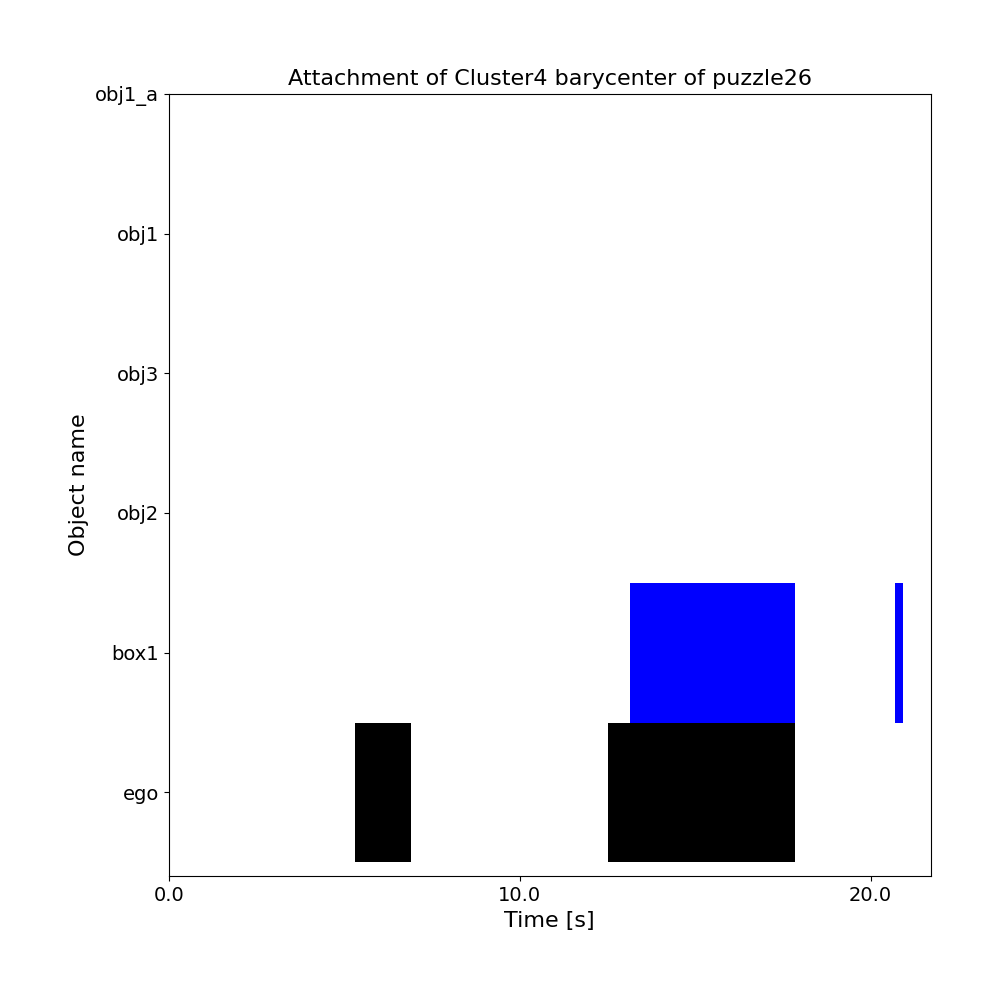 Attachment of Cluster4 barycenter of puzzle26
obj1_a
obj1
obj3
obj2
box1
ego
Object name
0.0 10.0 20.0
Time [s]